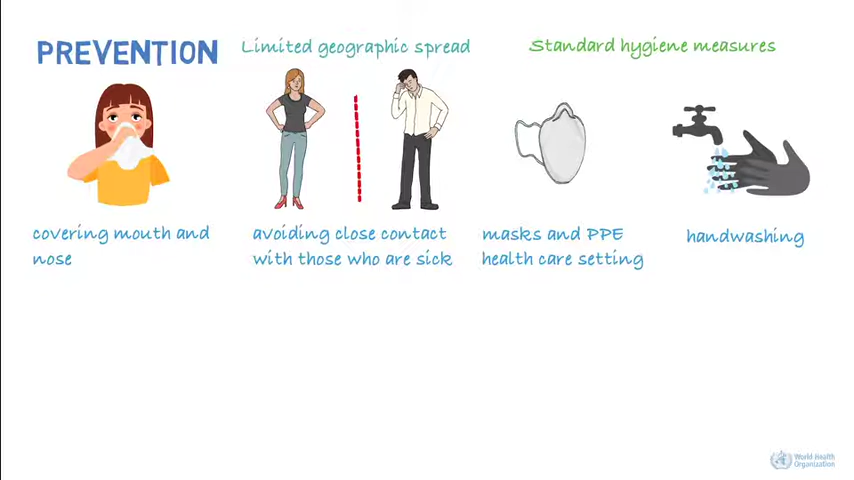 PREVENTION
Limited geographic spread
Standard hygiene measures
covering mouth and
nose
avoiding close contact
with those who are sick
masks and PPE
health care setting
handwashing
World Health
Organization